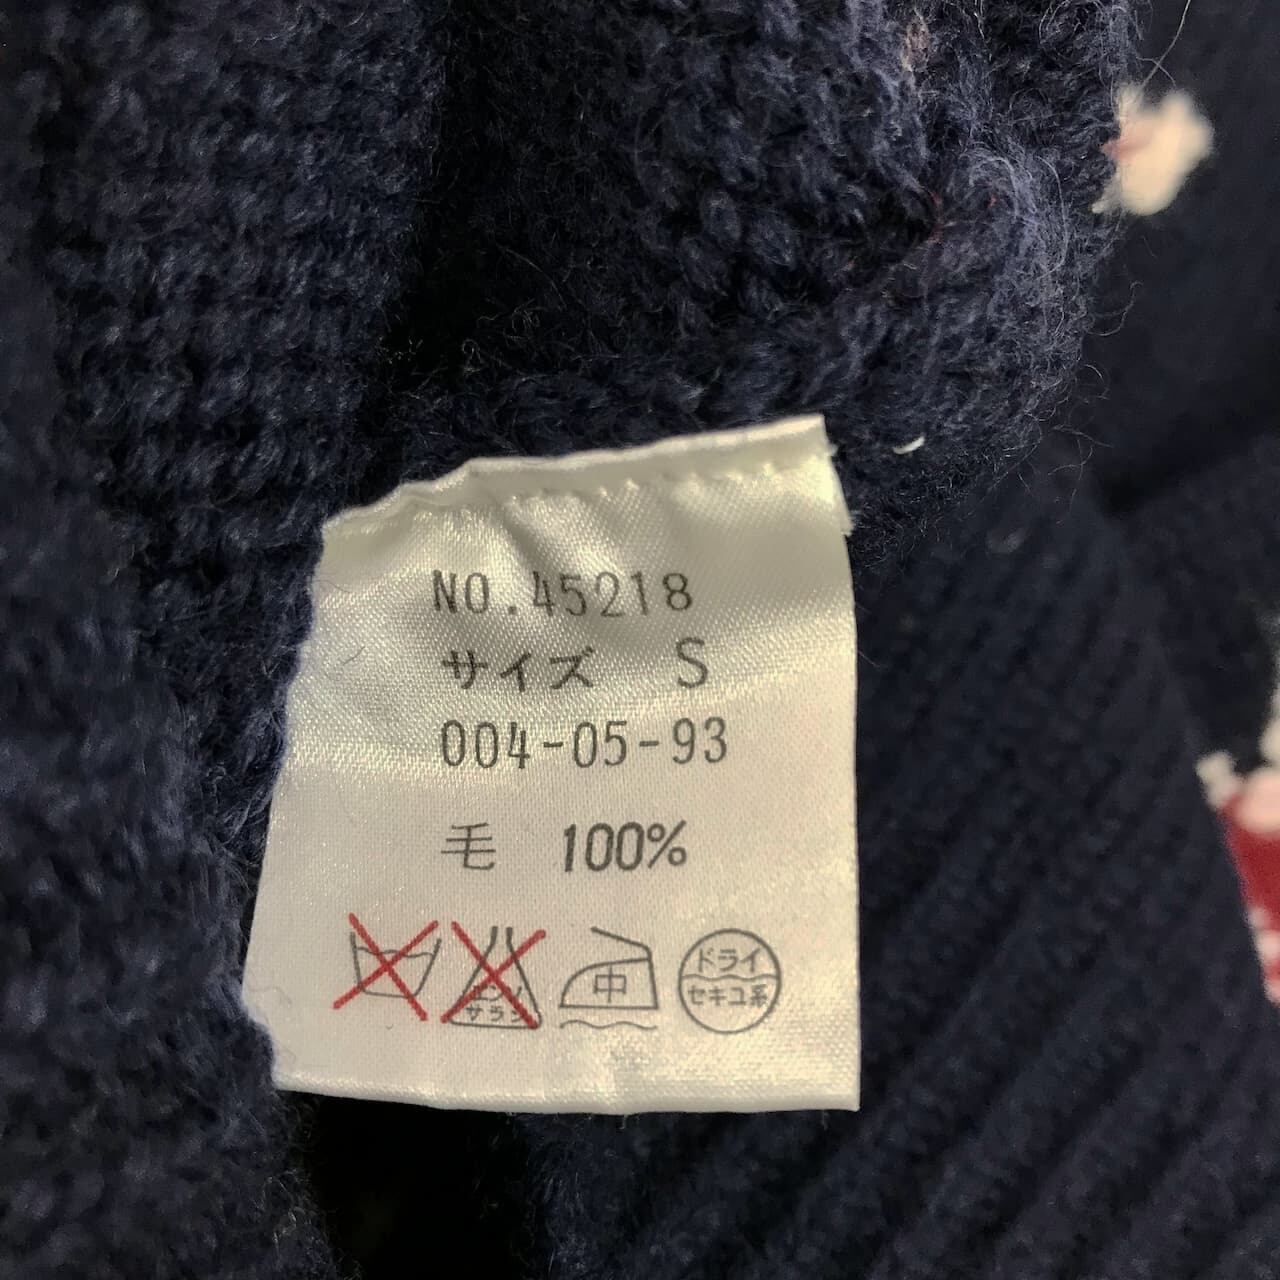 NO.45218
サイズ S
004-05-93
毛 100%
中 ドライ
サラシ セキユ系